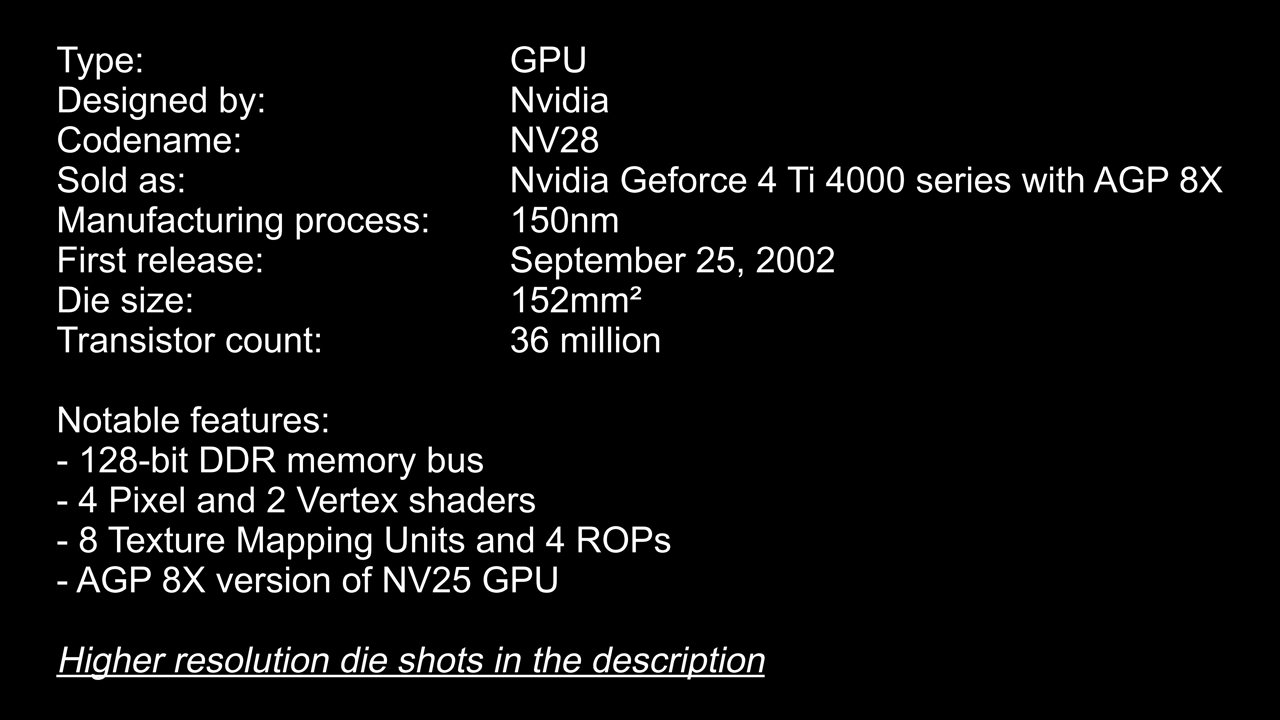 Type: GPU
Designed by: Nvidia
Codename: NV28
Sold as: Nvidia Geforce 4 Ti 4000 series with AGP 8X
Manufacturing process: 150nm
First release: September 25, 2002
Die size: 152mm²
Transistor count: 36 million
Notable features:
- 128-bit DDR memory bus
- 4 Pixel and 2 Vertex shaders
- 8 Texture Mapping Units and 4 ROPs
- AGP 8X version of NV25 GPU
Higher resolution die shots in the description